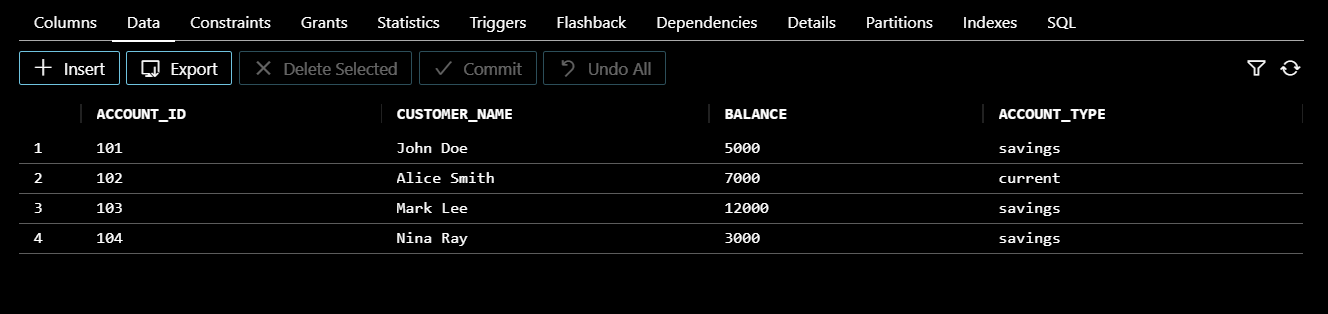 Columns Data Constraints Grants Statistics Triggers Flashback Dependencies Details Partitions Indexes SQL
Insert Export Delete Selected Commit Undo All
ACCOUNT_ID CUSTOMER_NAME BALANCE ACCOUNT_TYPE
1 101 John Doe 5000 savings
2 102 Alice Smith 7000 current
3 103 Mark Lee 12000 savings
4 104 Nina Ray 3000 savings